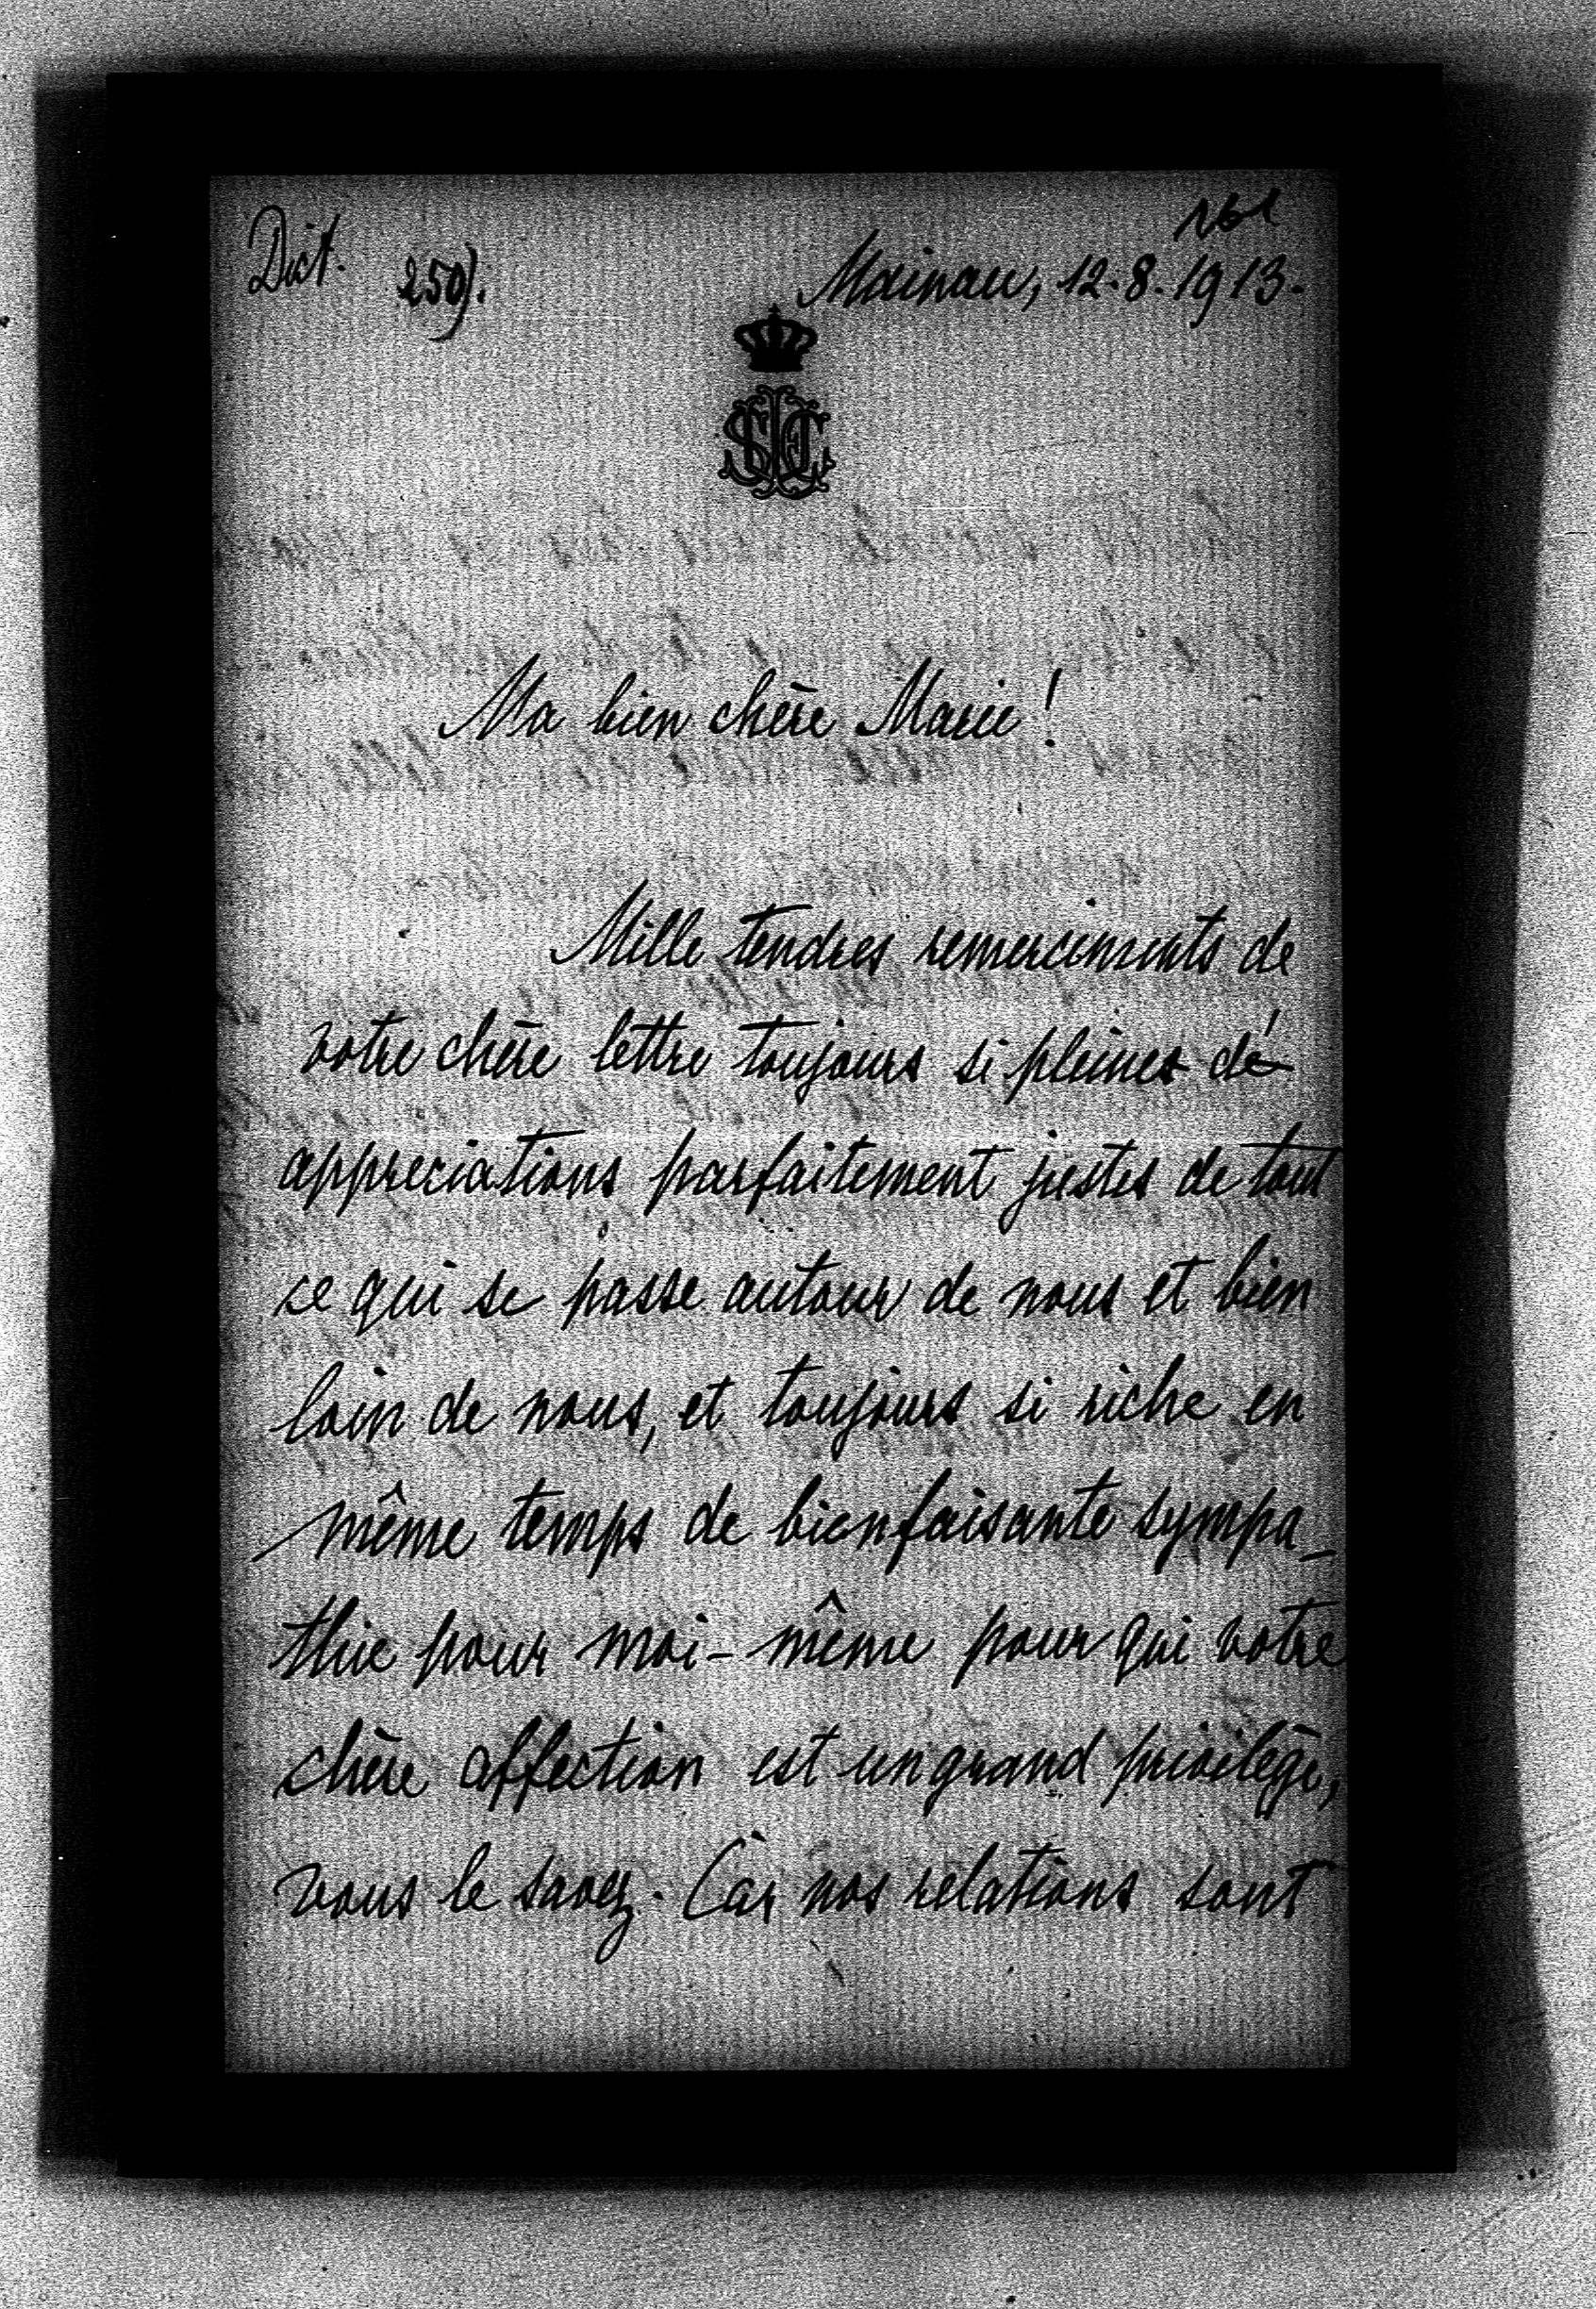 161
Dict. 250). Mainau, 12.8.1913.
Ma bien chère Marie!
Mille tendres remerciments de
votre chère lettre toujours si pleines d'
appreciations parfaitement justes de tout
ce qui se passe autour de nous et bien
loin de nous, et toujours si riche en
même temps de bienfaisante sympa_
thie pour moi-même pour qui votre
chère affection est un grand privilège,
vous le savez. Car nos relations sont